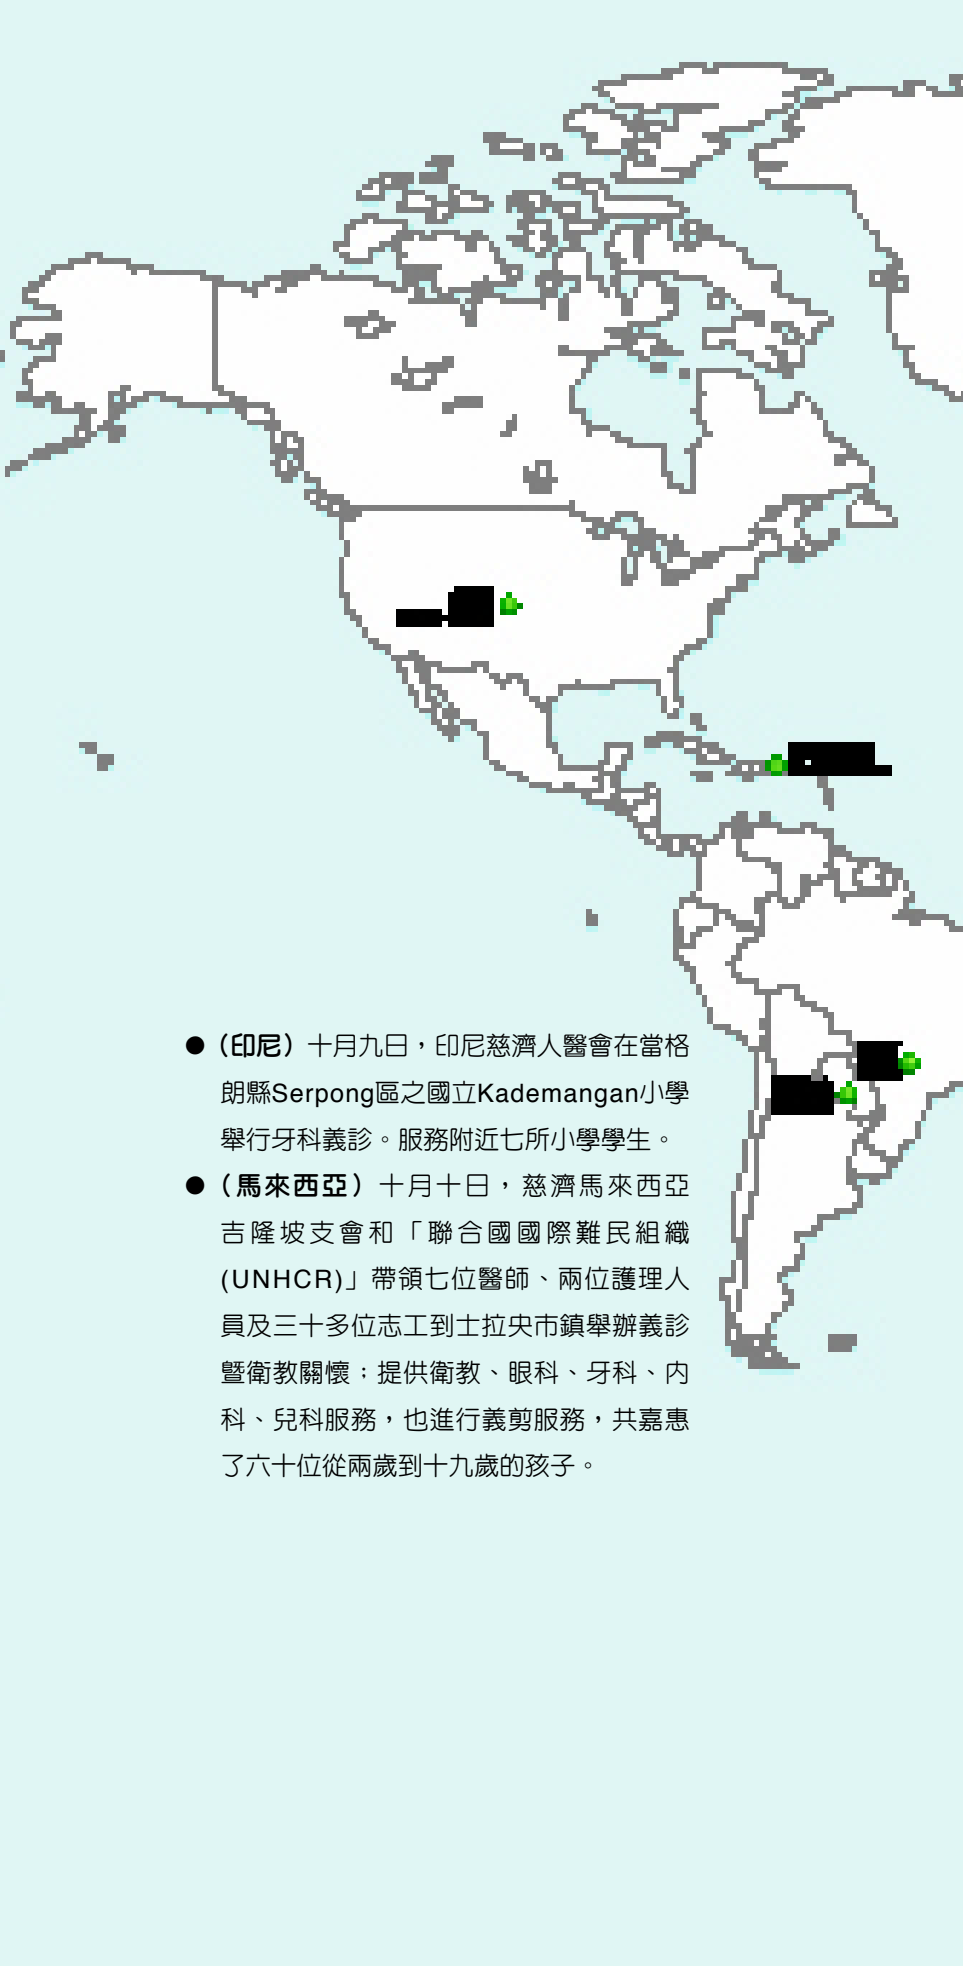 ●（印尼）十月九日，印尼慈濟人醫會在當格
朗縣Serpong區之國立Kademangan小學
舉行牙科義診。服務附近七所小學學生。
●（馬來西亞）十月十日，慈濟馬來西亞
吉隆坡支會和「聯合國國際難民組織
(UNHCR)」帶領七位醫師、兩位護理人
員及三十多位志工到士拉央市鎮舉辦義診
暨衛教關懷；提供衛教、眼科、牙科、內
科、兒科服務，也進行義剪服務，共嘉惠
了六十位從兩歲到十九歲的孩子。